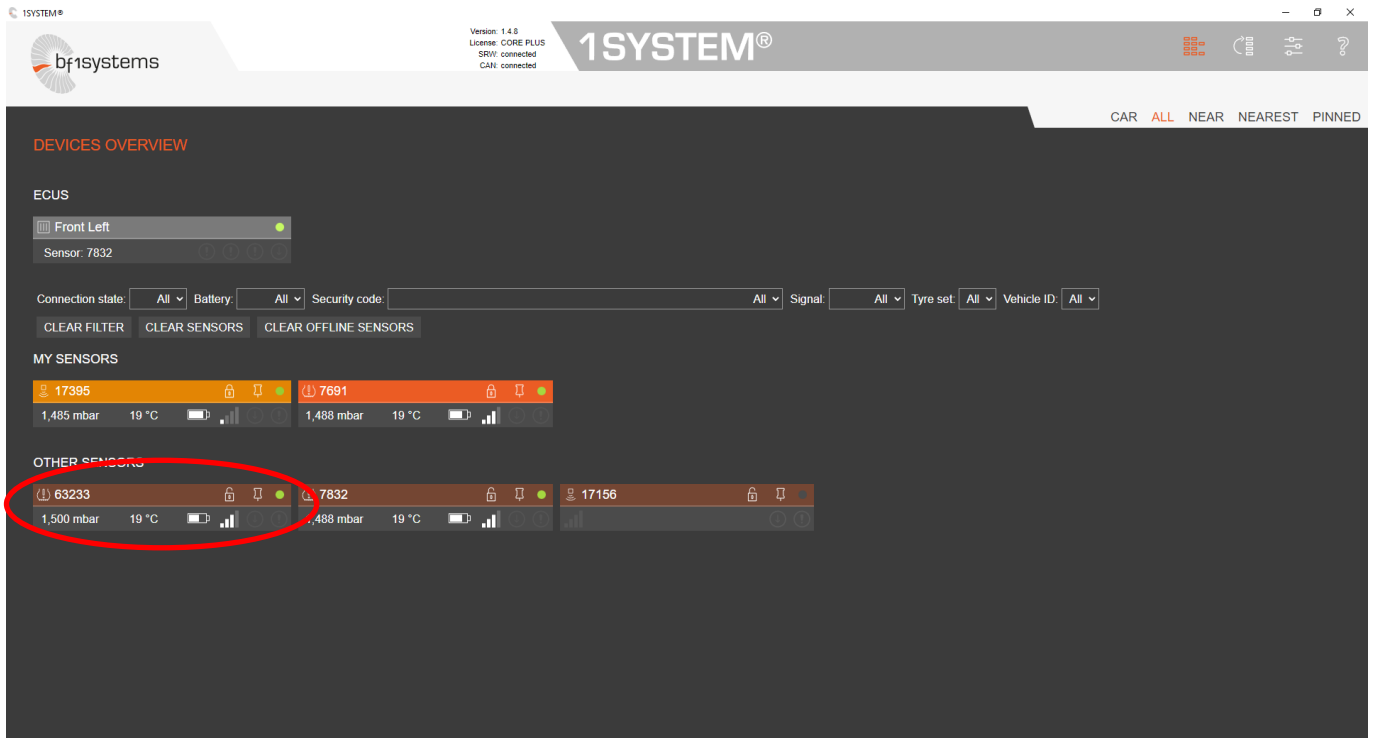 1SYSTEM®
Version: 1.4.8
License: CORE PLUS
SRW: connected
CAN: connected
bf1systems
1SYSTEM®
CAR ALL NEAR NEAREST PINNED
DEVICES OVERVIEW
ECUS
Front Left
Sensor: 7832
Connection state: All Battery: All Security code: All Signal: All Tyre set: All Vehicle ID: All
CLEAR FILTER CLEAR SENSORS CLEAR OFFLINE SENSORS
MY SENSORS
17395 7691
1,485 mbar 19 °C 1,488 mbar 19 °C
OTHER SENSORS
63233 7832 17156
1,500 mbar 19 °C 1,488 mbar 19 °C